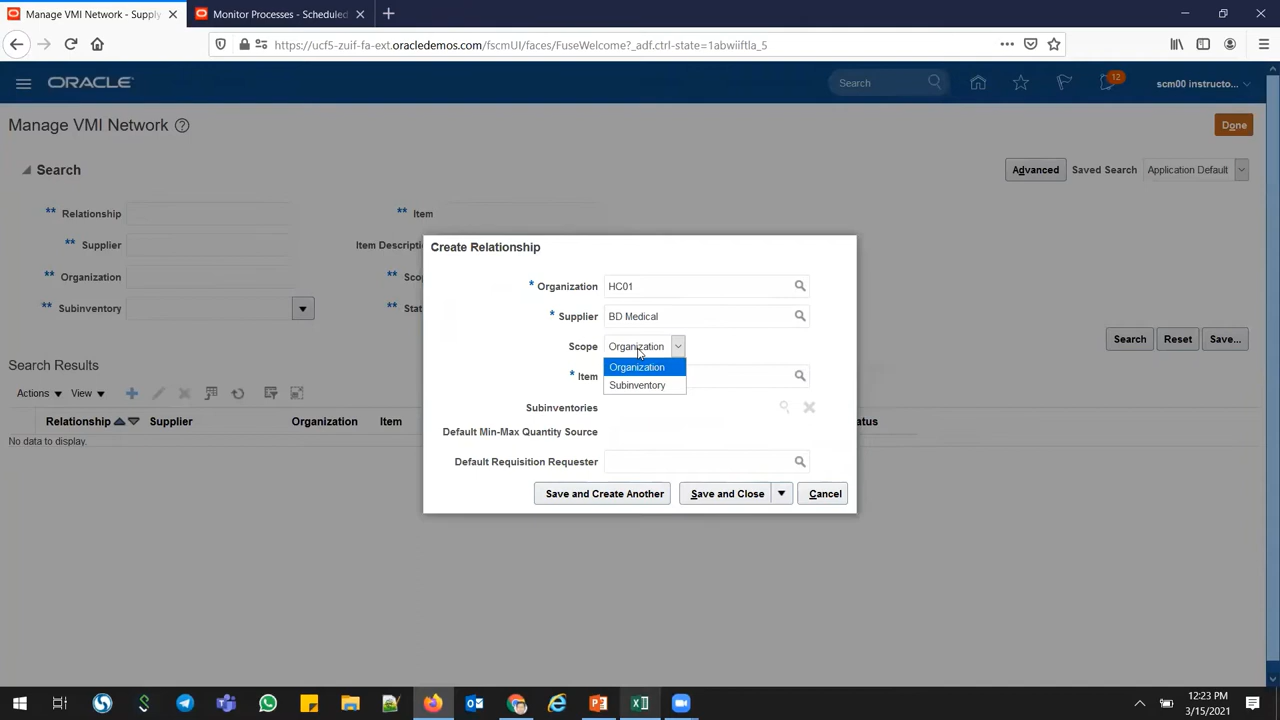 Manage VMI Network - Supply
Monitor Processes - Scheduled
https://ucf5-zuif-fa-ext.oracledemos.com/fscmUI/faces/FuseWelcome?_adf.ctrl-state=1abwiiftla_5
ORACLE
Search
12
scm00 instructo...
Manage VMI Network
Done
Search
Advanced
Saved Search
Application Default
** Relationship
** Item
** Supplier
Item Descripti
** Organization
** Sco
** Subinventory
** Stat
Search
Reset
Save...
Search Results
Actions
View
Relationship
Supplier
Organization
Item
atus
No data to display.
Create Relationship
* Organization HC01
* Supplier BD Medical
Scope Organization
Organization
Subinventory
* Item
Subinventories
Default Min-Max Quantity Source
Default Requisition Requester
Save and Create Another
Save and Close
Cancel
12:23 PM
3/15/2021